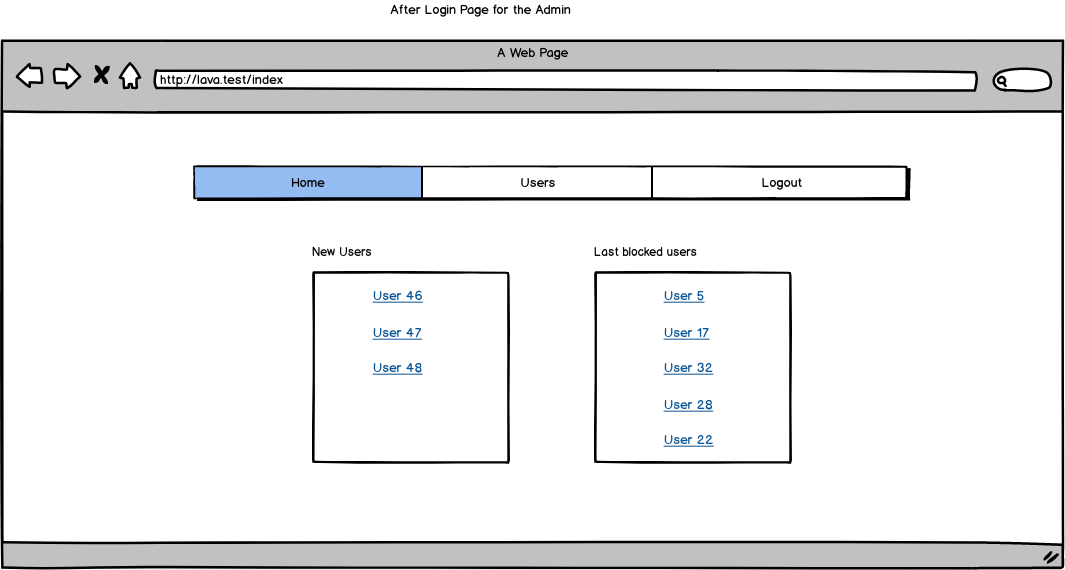 After Login Page for the Admin
A Web Page
http://lava.test/index
Home
Users
Logout
New Users
User 46
User 47
User 48
Last blocked users
User 5
User 17
User 32
User 28
User 22